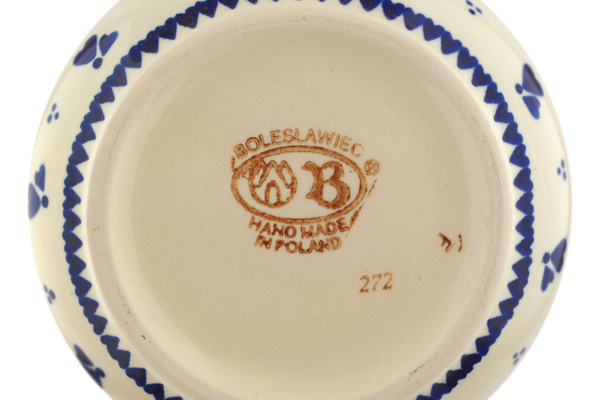 BOLESLAWIEC ®
B
HAND MADE
IN POLAND
272